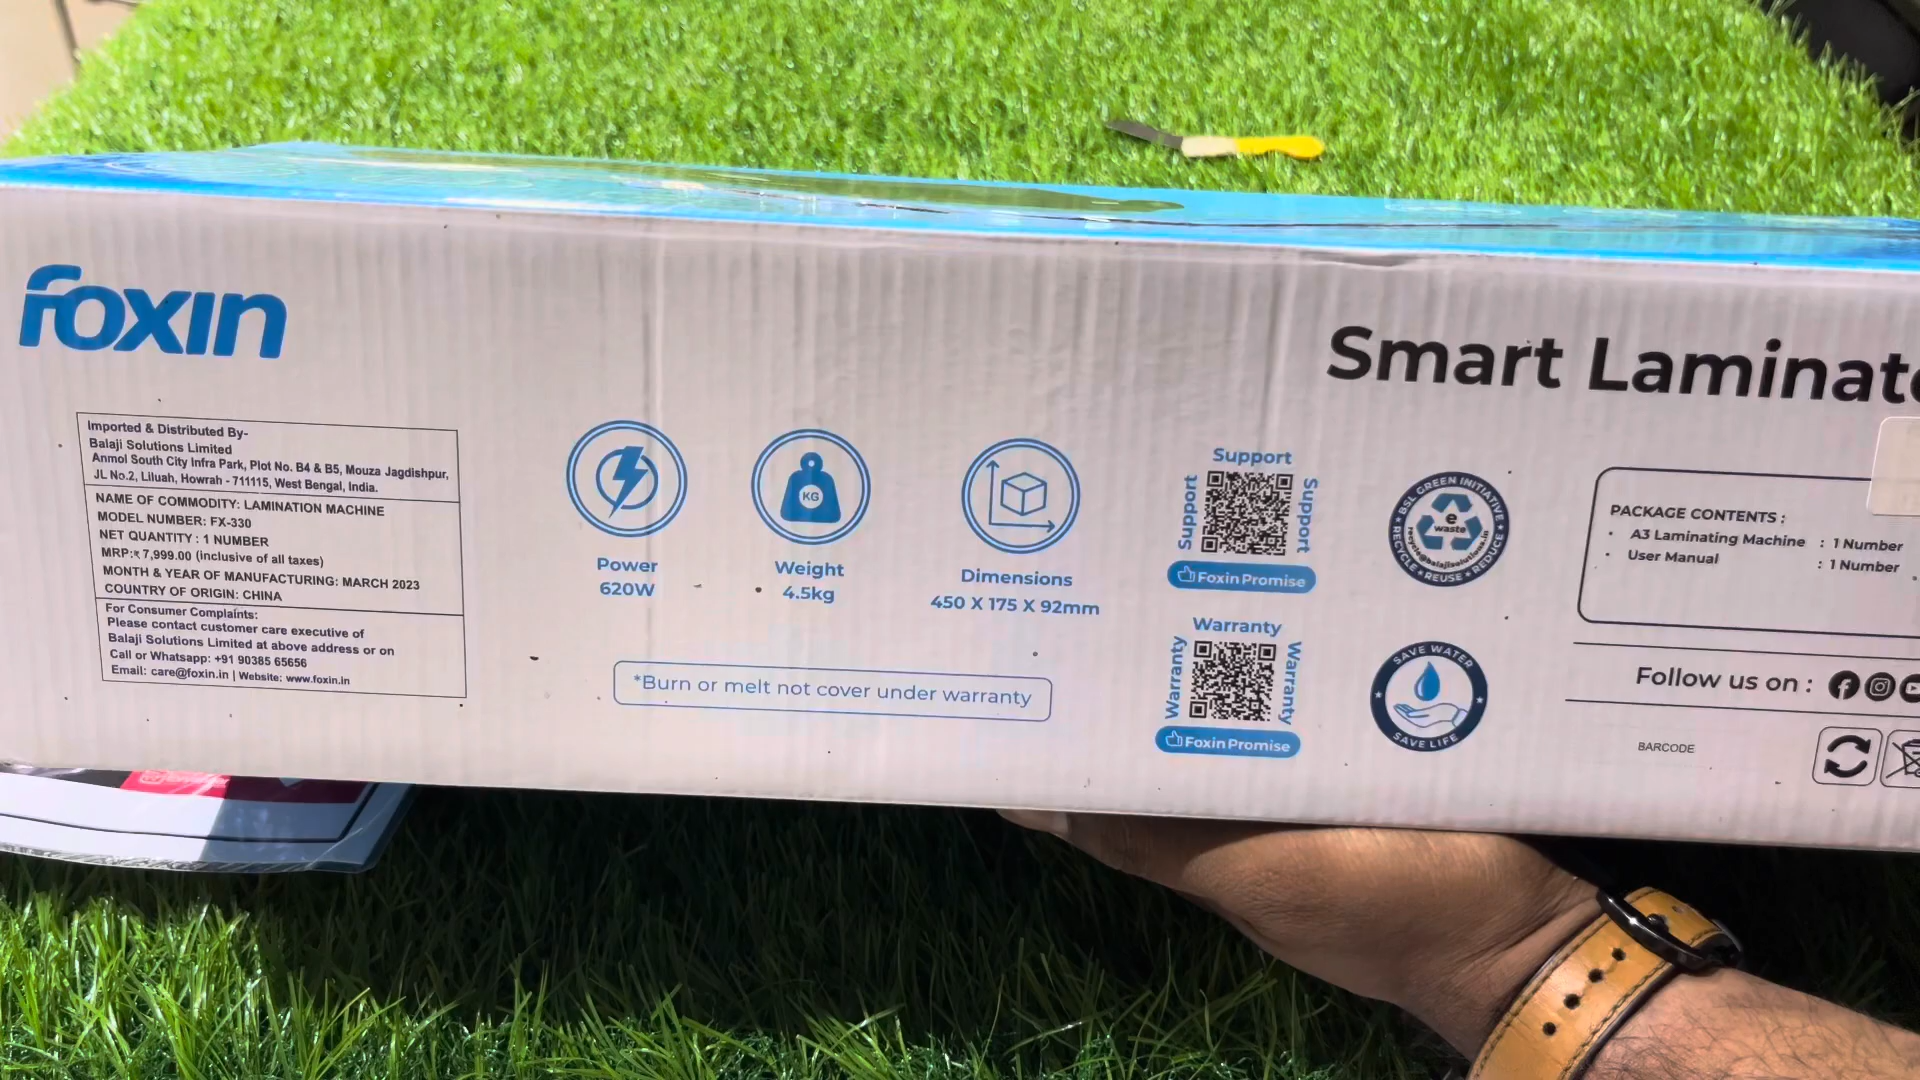 foxin
Smart Laminat
Imported & Distributed By-
Balaji Solutions Limited
Anmol South City Infra Park, Plot No. B4 & B5, Mouza Jagdishpur,
JL No.2, Liluah, Howrah - 711115, West Bengal, India.
NAME OF COMMODITY: LAMINATION MACHINE
MODEL NUMBER: FX-330
NET QUANTITY : 1 NUMBER
MRP:₹ 7,999.00 (inclusive of all taxes)
MONTH & YEAR OF MANUFACTURING: MARCH 2023
COUNTRY OF ORIGIN: CHINA
For Consumer Complaints:
Please contact customer care executive of
Balaji Solutions Limited at above address or on
Call or Whatsapp: +91 90385 65656
Email: care@foxin.in | Website: www.foxin.in
KG
Power
620W
Weight
4.5kg
Dimensions
450 X 175 X 92mm
*Burn or melt not cover under warranty
Support
Support
Support
Foxin Promise
Warranty
Warranty
Warranty
Foxin Promise
BSL GREEN INITIATIVE
e
waste
recycle@balajisolutions.in
RECYCLE ★ REUSE ★ REDUCE
SAVE WATER
SAVE LIFE
PACKAGE CONTENTS :
• A3 Laminating Machine : 1 Number
• User Manual : 1 Number
Follow us on :
BARCODE